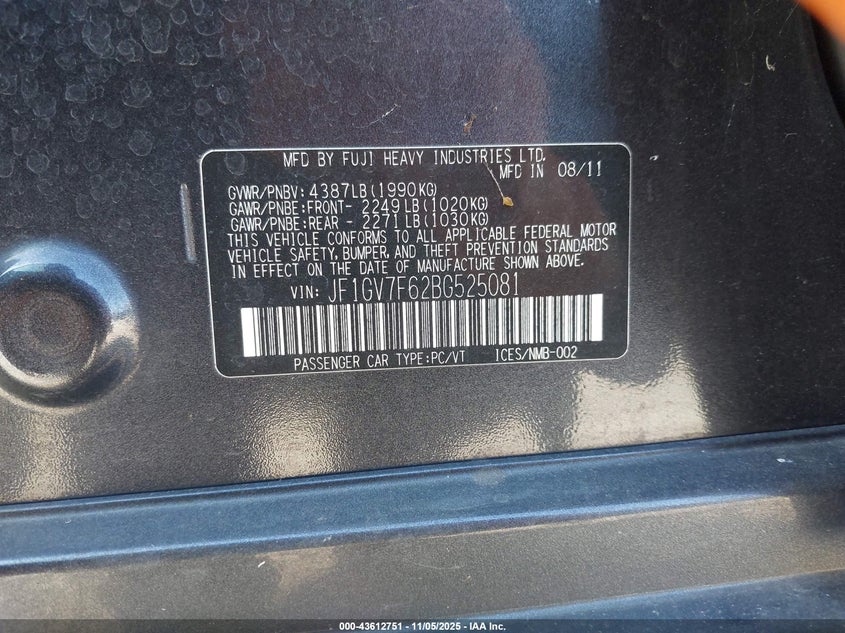 MFD BY FUJI HEAVY INDUSTRIES LTD.
MFD IN 08/11
GVWR/PNBV: 4387LB(1990KG)
GAWR/PNBE:FRONT- 2249LB(1020KG)
GAWR/PNBE:REAR - 2271LB(1030KG)
THIS VEHICLE CONFORMS TO ALL APPLICABLE FEDERAL MOTOR
VEHICLE SAFETY, BUMPER, AND THEFT PREVENTION STANDARDS
IN EFFECT ON THE DATE OF MANUFACTURE SHOWN ABOVE.
VIN: JF1GV7F62BG525081
PASSENGER CAR TYPE:PC/VT ICES/NMB-002
000-43612751 - 11/05/2025 - IAA Inc.